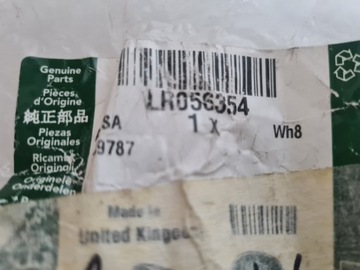 Genuine
Parts
Pièces
d'Origine
純正部品
Piezas
Originales
Ricambi
Originali
Originele
Onderdelen
LR056354
SA
1 x
Wh8
9787
Made in
United Kingdom